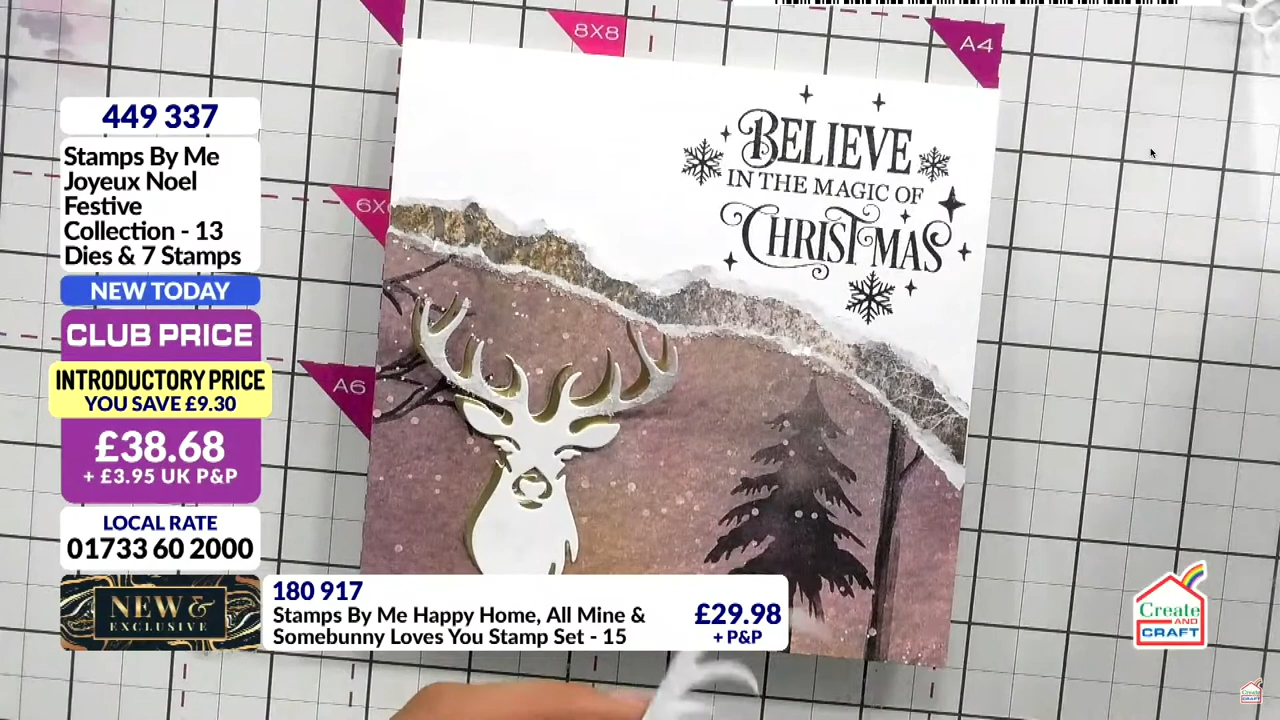 8X8
A4
6X
A6
BELIEVE
IN THE MAGIC OF
CHRISTMAS
449 337
Stamps By Me
Joyeux Noel
Festive
Collection - 13
Dies & 7 Stamps
NEW TODAY
CLUB PRICE
INTRODUCTORY PRICE
YOU SAVE £9.30
£38.68
+ £3.95 UK P&P
LOCAL RATE
01733 60 2000
NEW &
EXCLUSIVE
180 917
Stamps By Me Happy Home, All Mine &
Somebunny Loves You Stamp Set - 15
£29.98
+ P&P
Create
AND
CRAFT